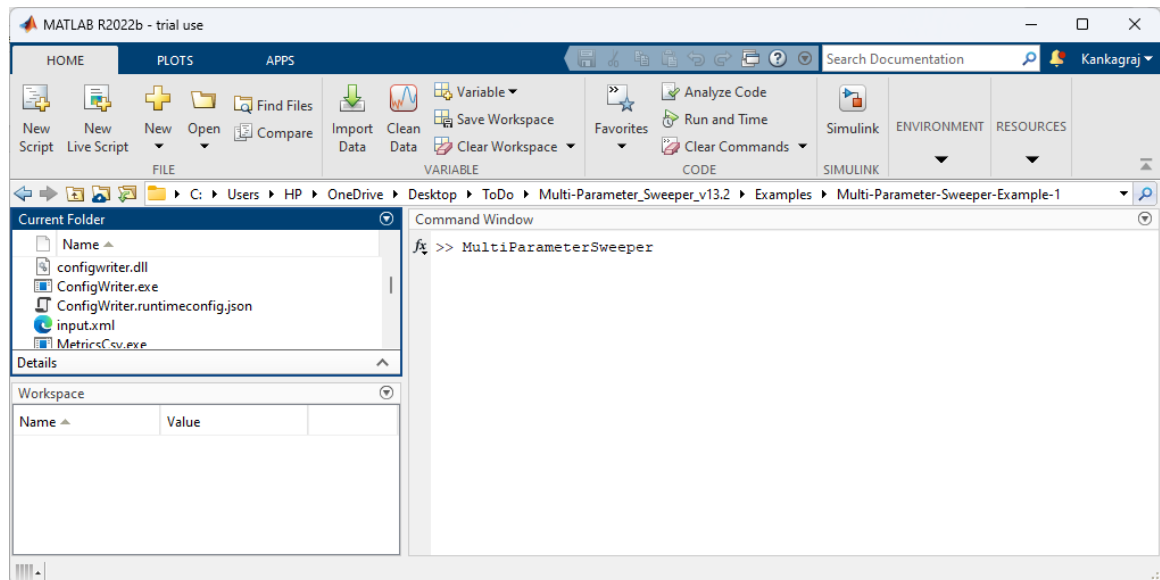 MATLAB R2022b - trial use
HOME PLOTS APPS Search Documentation Kankagraj
New Script New Live Script New Open Find Files Compare
FILE
Import Data Clean Data Variable Save Workspace Clear Workspace
VARIABLE
Favorites Analyze Code Run and Time Clear Commands
CODE
Simulink
SIMULINK
ENVIRONMENT RESOURCES
C: Users HP OneDrive Desktop ToDo Multi-Parameter_Sweeper_v13.2 Examples Multi-Parameter-Sweeper-Example-1
Current Folder
Name
configwriter.dll
ConfigWriter.exe
ConfigWriter.runtimeconfig.json
input.xml
MetricsCsv.exe
Details
Workspace
Name Value
Command Window
fx >> MultiParameterSweeper